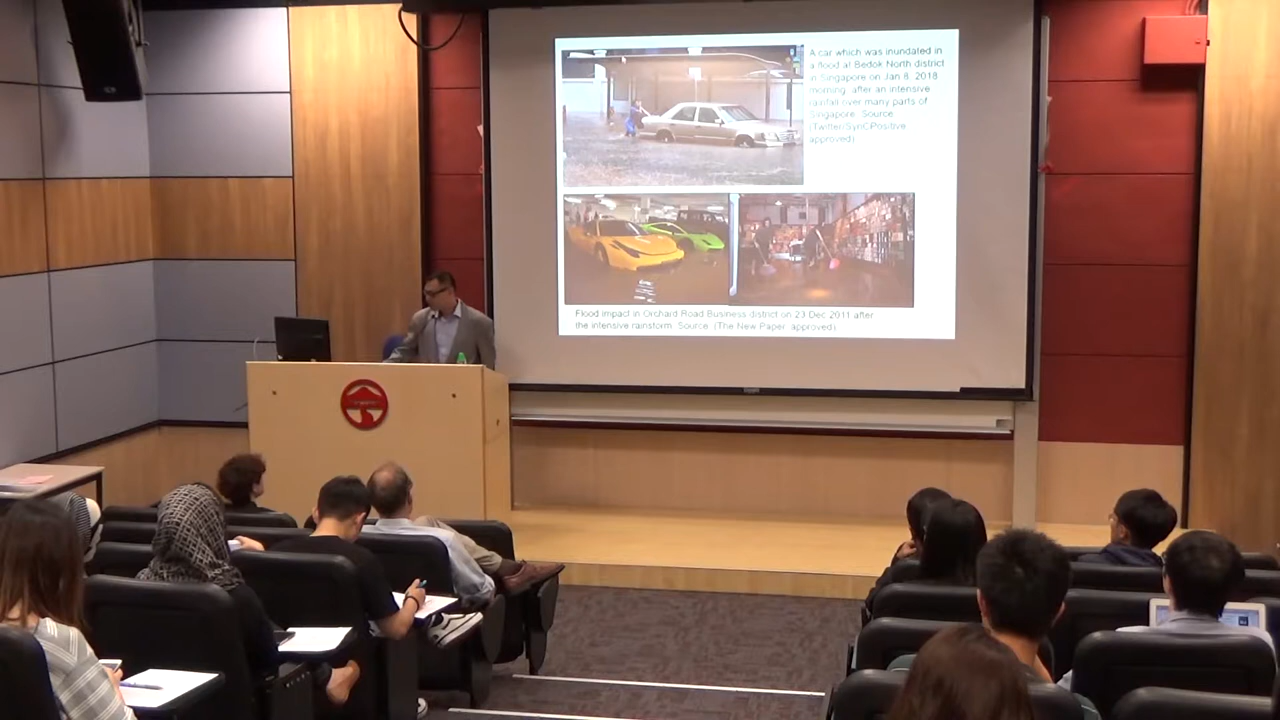 A car which was inundated in
a flood at Bedok North district
in Singapore on Jan 8, 2018
morning, after an intensive
rainfall over many parts of
Singapore. Source:
(Twitter/SynCPositive
approved)
Flood impact in Orchard Road Business district on 23 Dec 2011 after
the intensive rainstorm. Source: (The New Paper, approved)